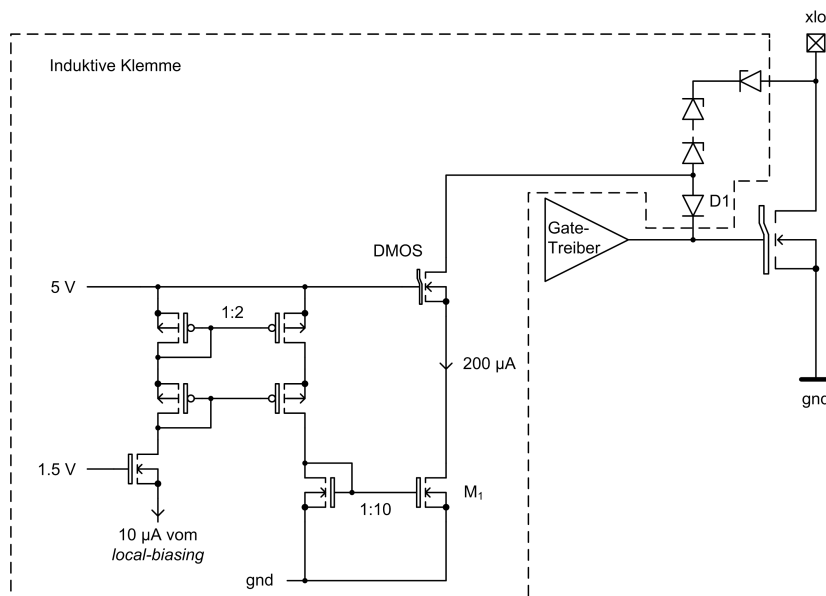 xlo
Induktive Klemme
D1
Gate-
Treiber
DMOS
5 V
1:2
200 µA
gnd
1.5 V
M₁
1:10
10 µA vom
local-biasing
gnd